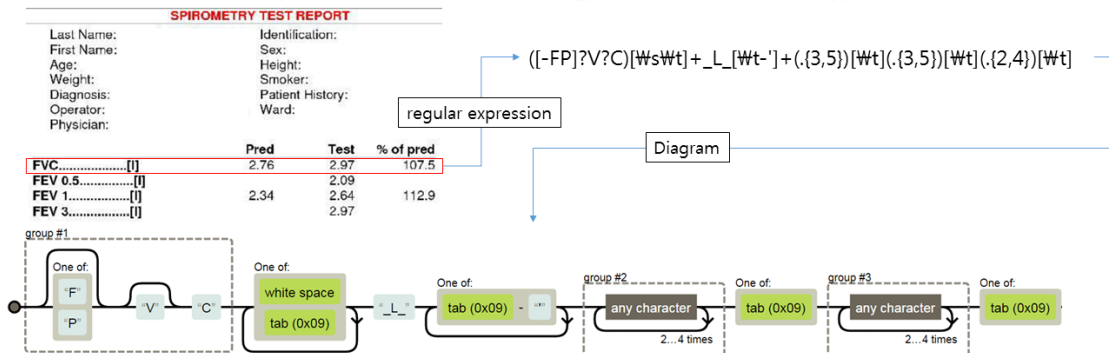 SPIROMETRY TEST REPORT
Last Name: Identification:
First Name: Sex:
Age: Height:
Weight: Smoker:
Diagnosis: Patient History:
Operator: Ward:
Physician:
Pred Test % of pred
FVC...................[l] 2.76 2.97 107.5
FEV 0.5...............[l] 2.09
FEV 1.................[l] 2.34 2.64 112.9
FEV 3.................[l] 2.97
([-FP]?V?C)[₩s₩t]+_L_[₩t-']+(.{3,5})[₩t](.{3,5})[₩t](.{2,4})[₩t]
regular expression
Diagram
group #1
One of:
"F"
"P"
"V"
"C"
One of:
white space
tab (0x09)
"_L_"
One of:
tab (0x09) - "'"
group #2
any character
2…4 times
tab (0x09)
group #3
any character
2…4 times
One of:
tab (0x09)